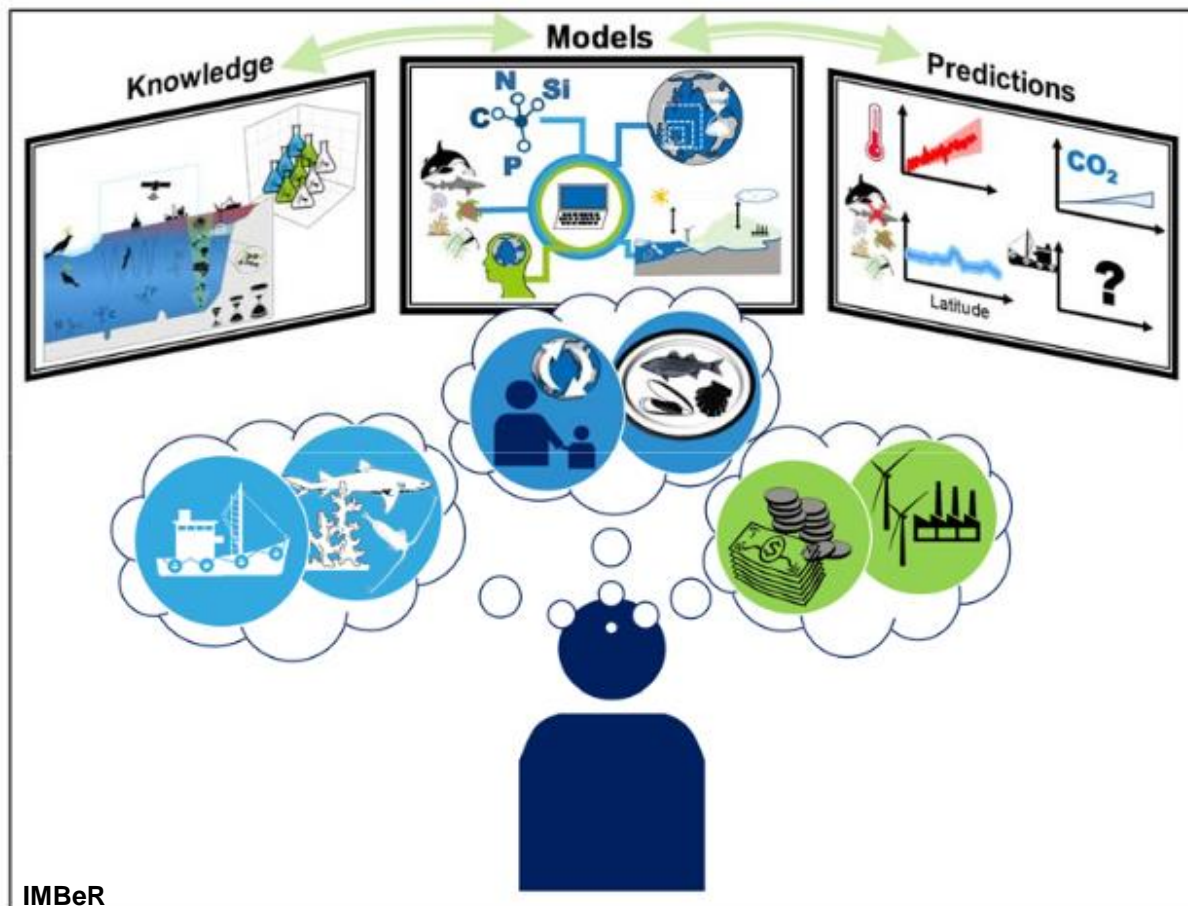 Models
Knowledge
Predictions
N
Si
C
P
CO₂
Latitude
?
$
IMBeR